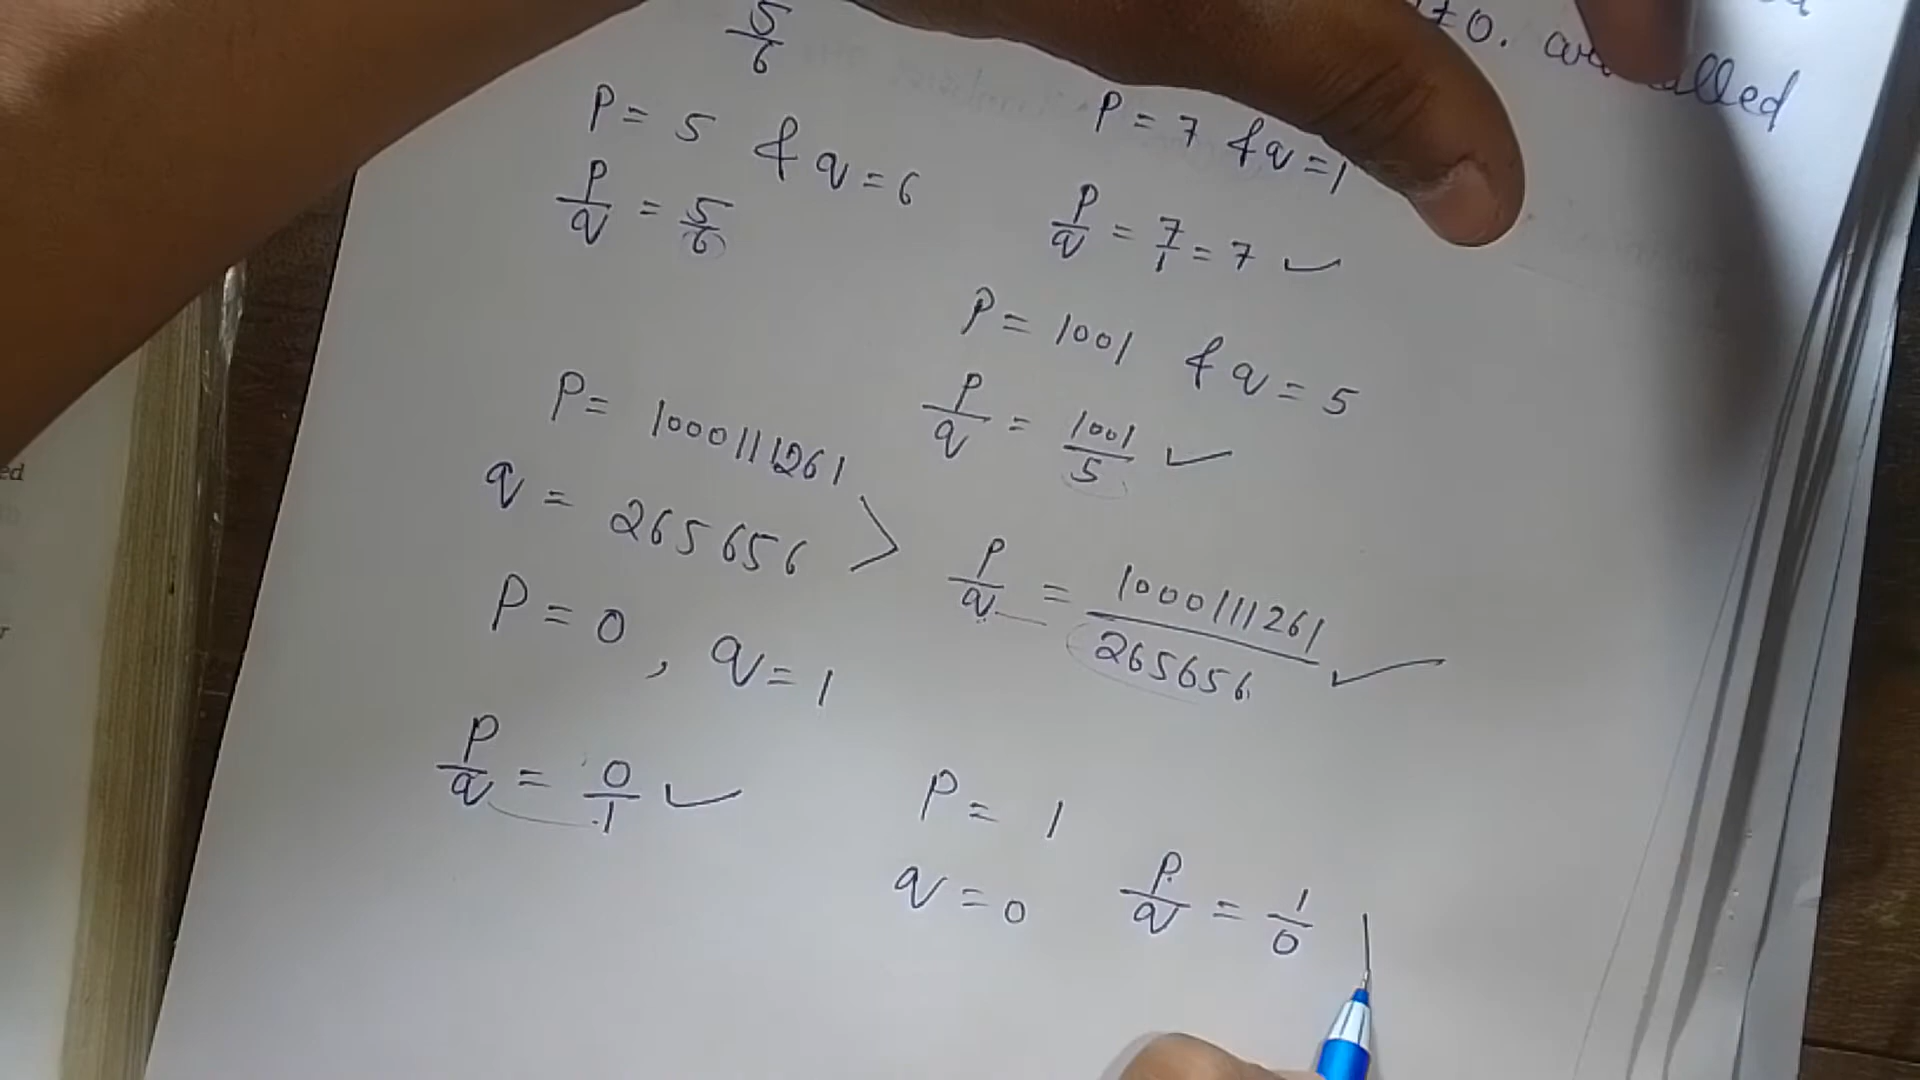 5/6
≠0. are called
P = 5 & q = 6
P = 7 & q = 1
p/q = 5/6
p/q = 7/1 = 7 ✓
P = 1001 & q = 5
p/q = 1001/5 ✓
P = 1000111261
q = 265656
p/q = 1000111261/265656 ✓
P = 0, q = 1
p/q = 0/1 ✓
P = 1
q = 0
p/q = 1/0
ed